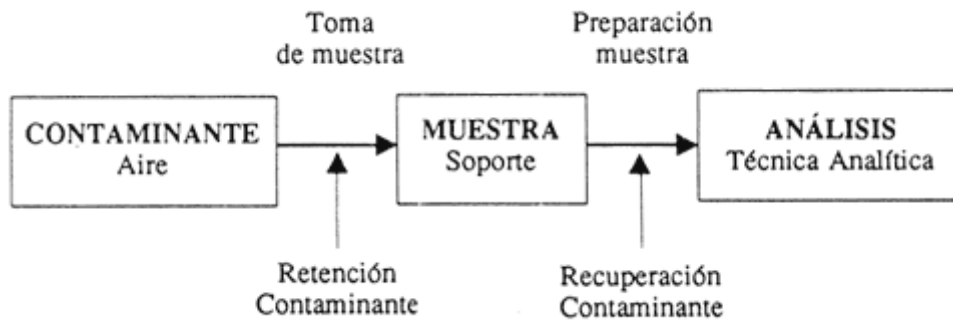 Toma
de muestra
Preparación
muestra
CONTAMINANTE
Aire
MUESTRA
Soporte
ANÁLISIS
Técnica Analítica
Retención
Contaminante
Recuperación
Contaminante